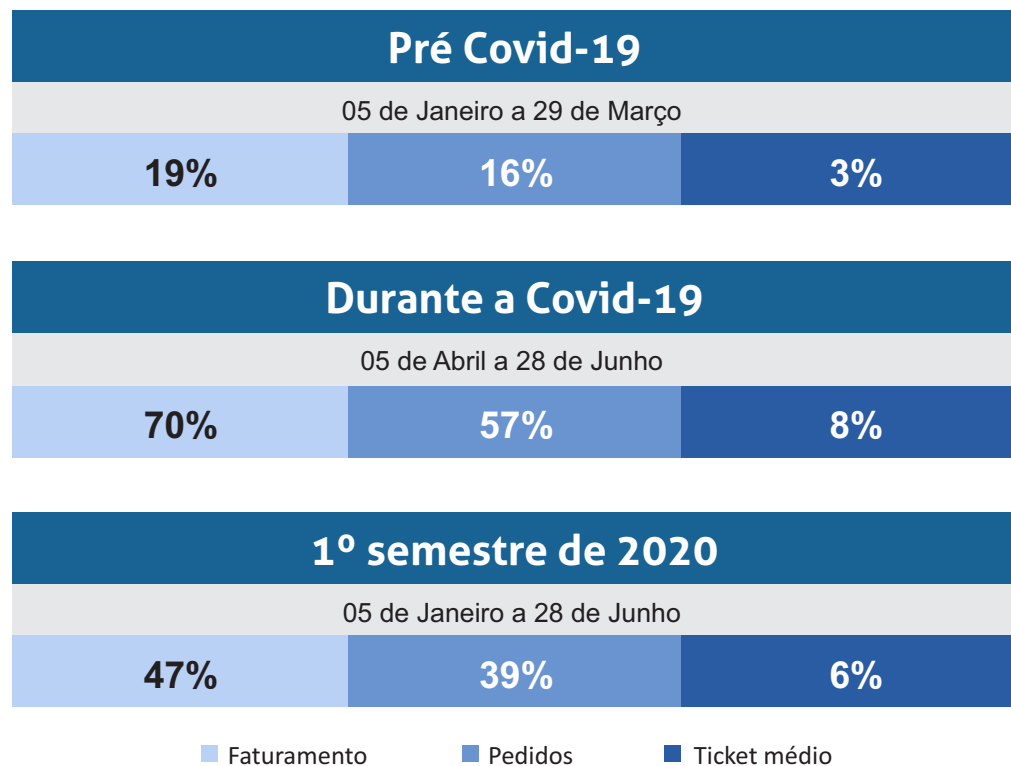 Pré Covid-19
05 de Janeiro a 29 de Março
19% 16% 3%
Durante a Covid-19
05 de Abril a 28 de Junho
70% 57% 8%
1º semestre de 2020
05 de Janeiro a 28 de Junho
47% 39% 6%
Faturamento Pedidos Ticket médio